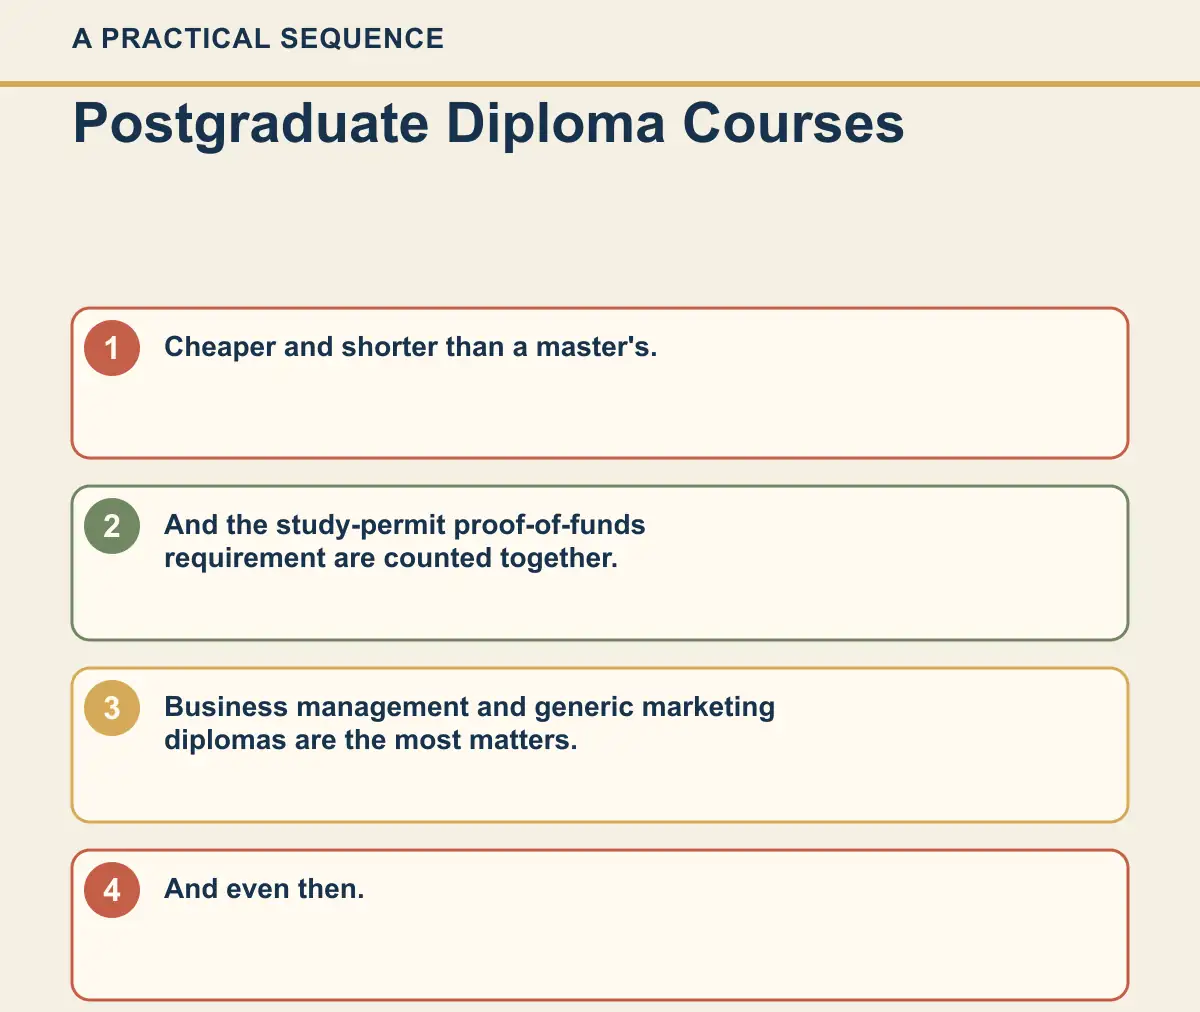 A PRACTICAL SEQUENCE
Postgraduate Diploma Courses
1
Cheaper and shorter than a master's.
2
And the study-permit proof-of-funds
requirement are counted together.
3
Business management and generic marketing
diplomas are the most matters.
4
And even then.